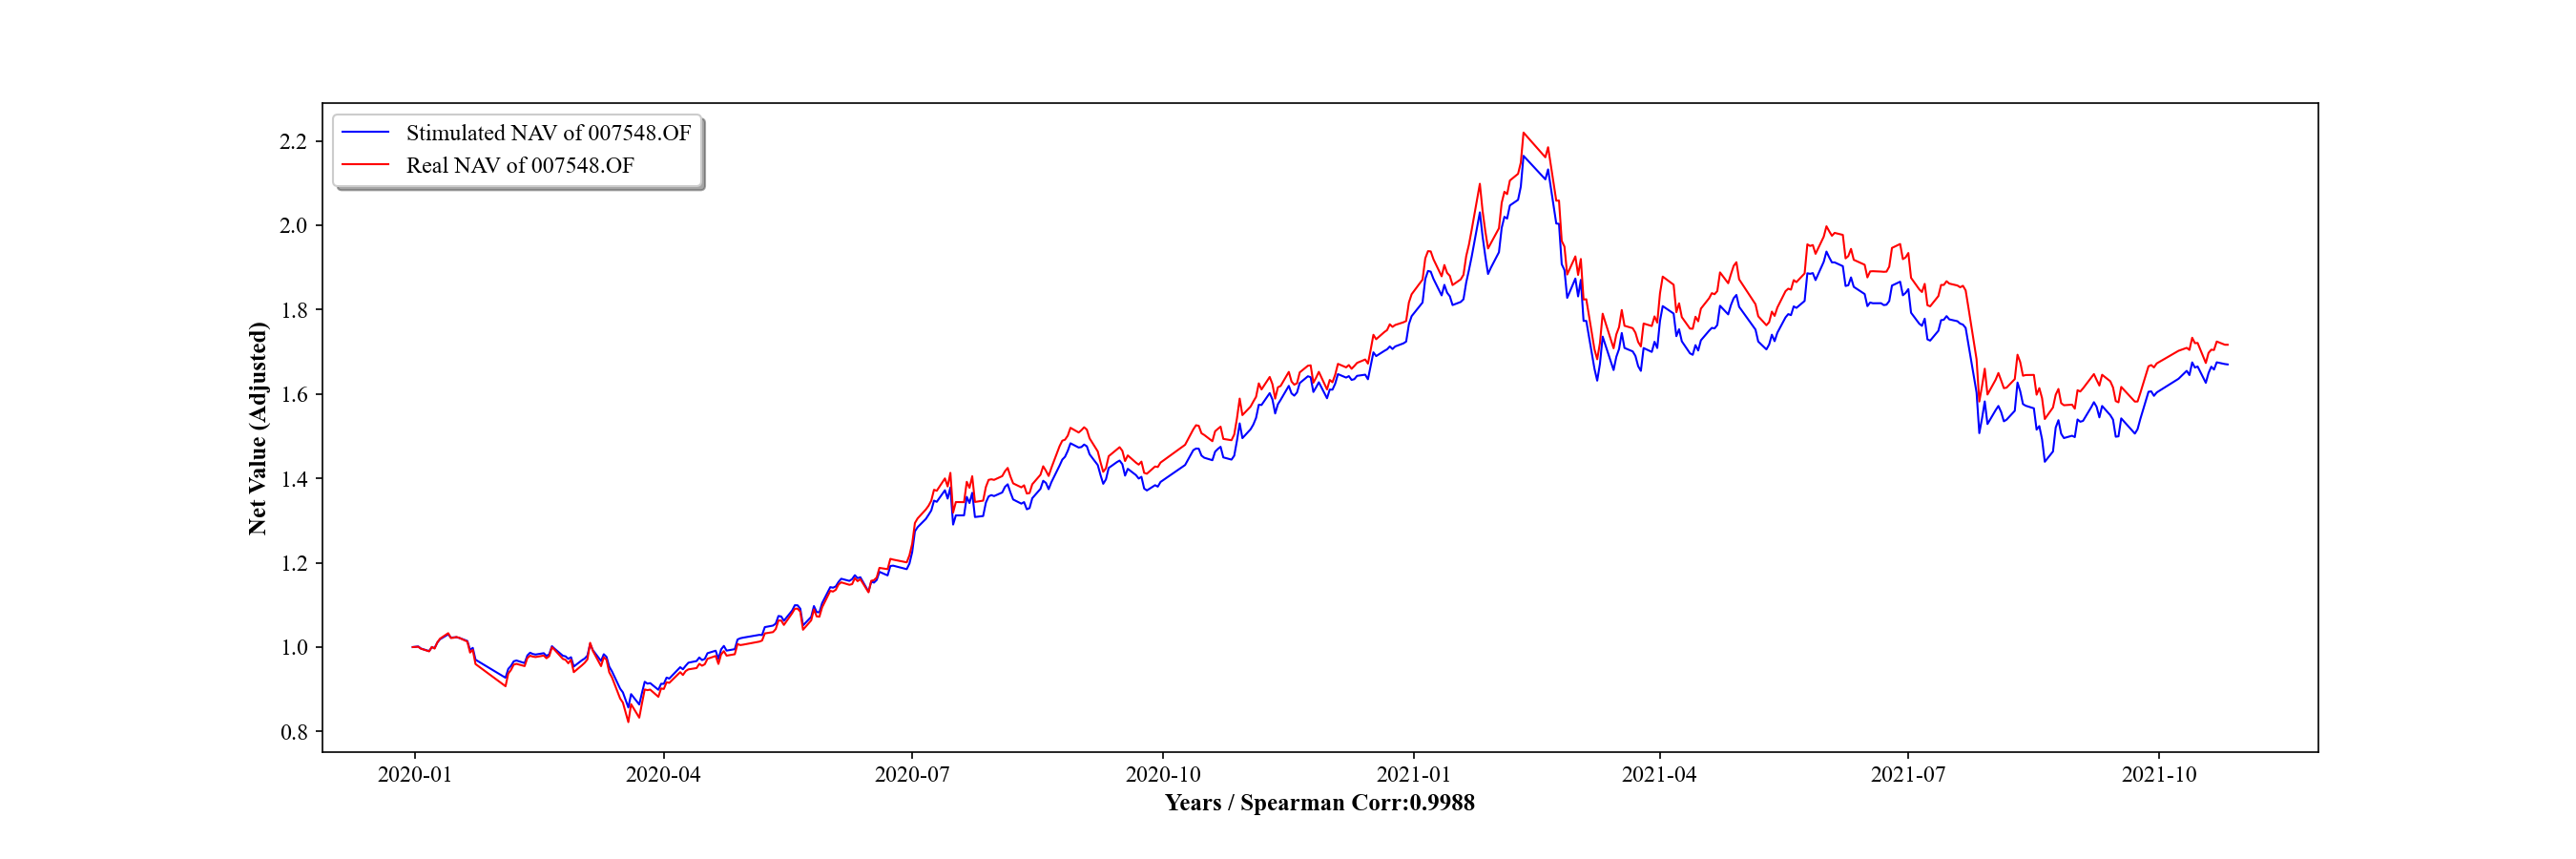 Stimulated NAV of 007548.OF
Real NAV of 007548.OF
Net Value (Adjusted)
2.2
2.0
1.8
1.6
1.4
1.2
1.0
0.8
2020-01 2020-04 2020-07 2020-10 2021-01 2021-04 2021-07 2021-10
Years / Spearman Corr:0.9988